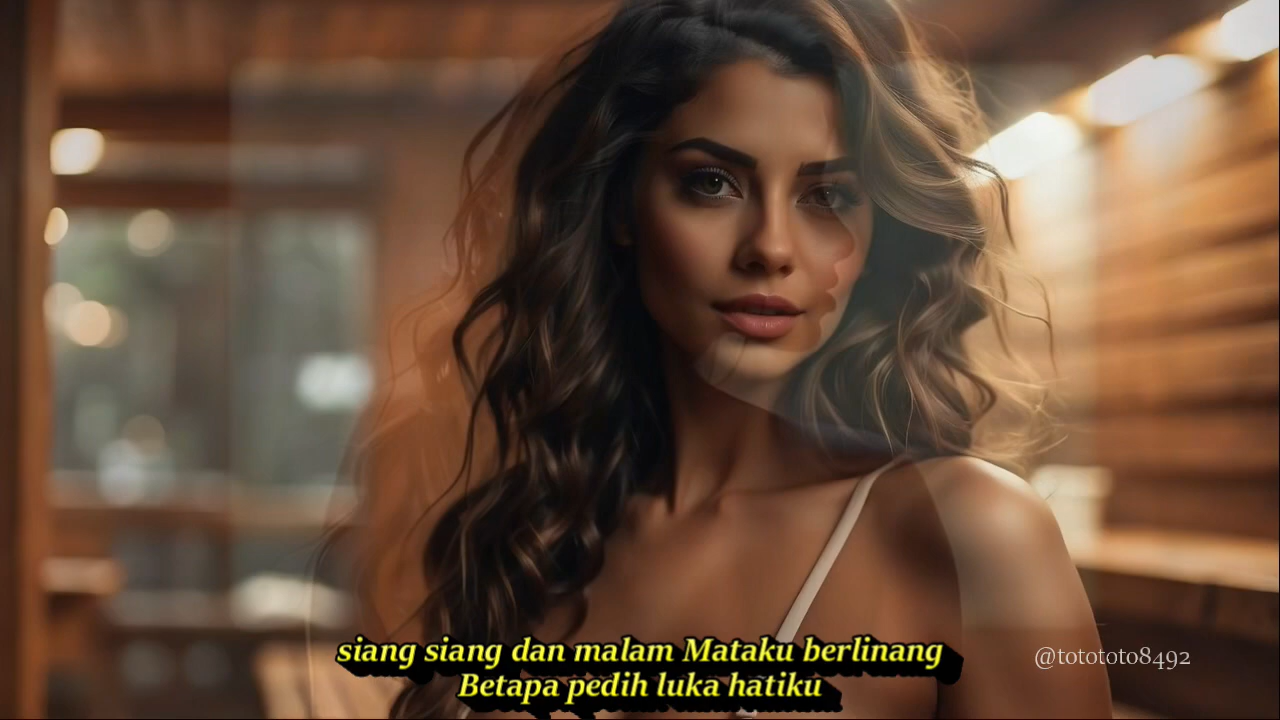 siang siang dan malam Mataku berlinang
Betapa pedih luka hatiku
@totototo8492